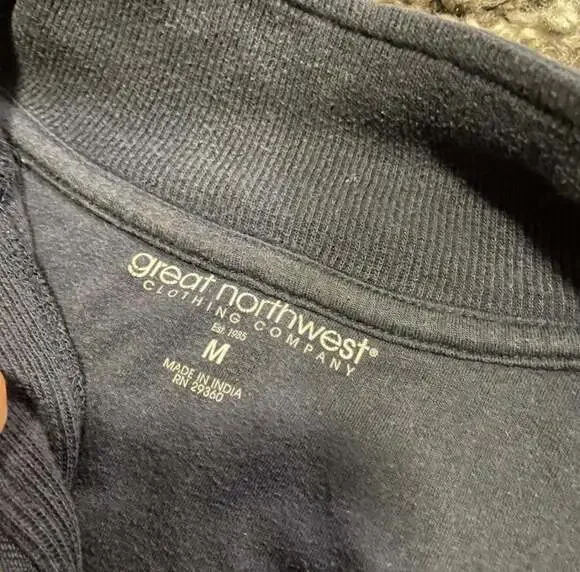 great northwest®
CLOTHING COMPANY
Est. 1985
M
MADE IN INDIA
RN 29360